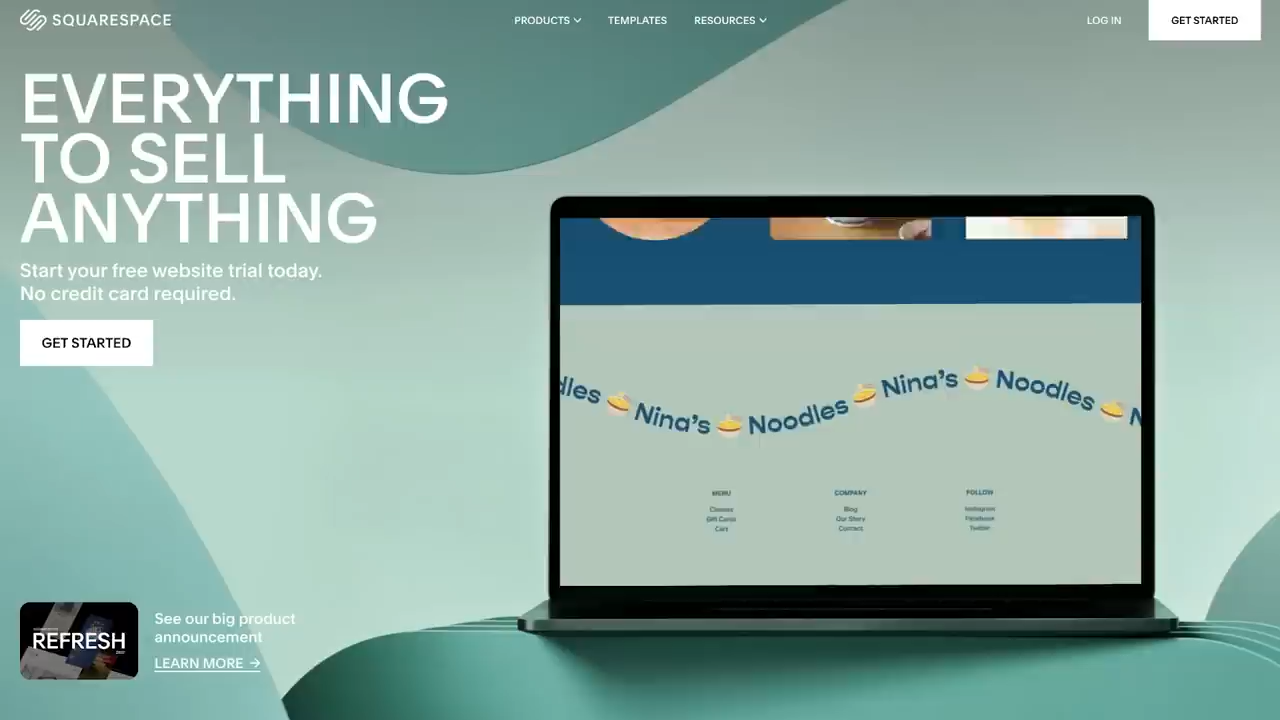 SQUARESPACE
PRODUCTS
TEMPLATES
RESOURCES
LOG IN
GET STARTED
EVERYTHING
TO SELL
ANYTHING
Start your free website trial today.
No credit card required.
GET STARTED
dles Nina's Noodles Nina's Noodles N
MENU
Classes
Gift Cards
Cart
COMPANY
Blog
Our Story
Contact
FOLLOW
Instagram
Facebook
Twitter
REFRESH
See our big product
announcement
LEARN MORE →